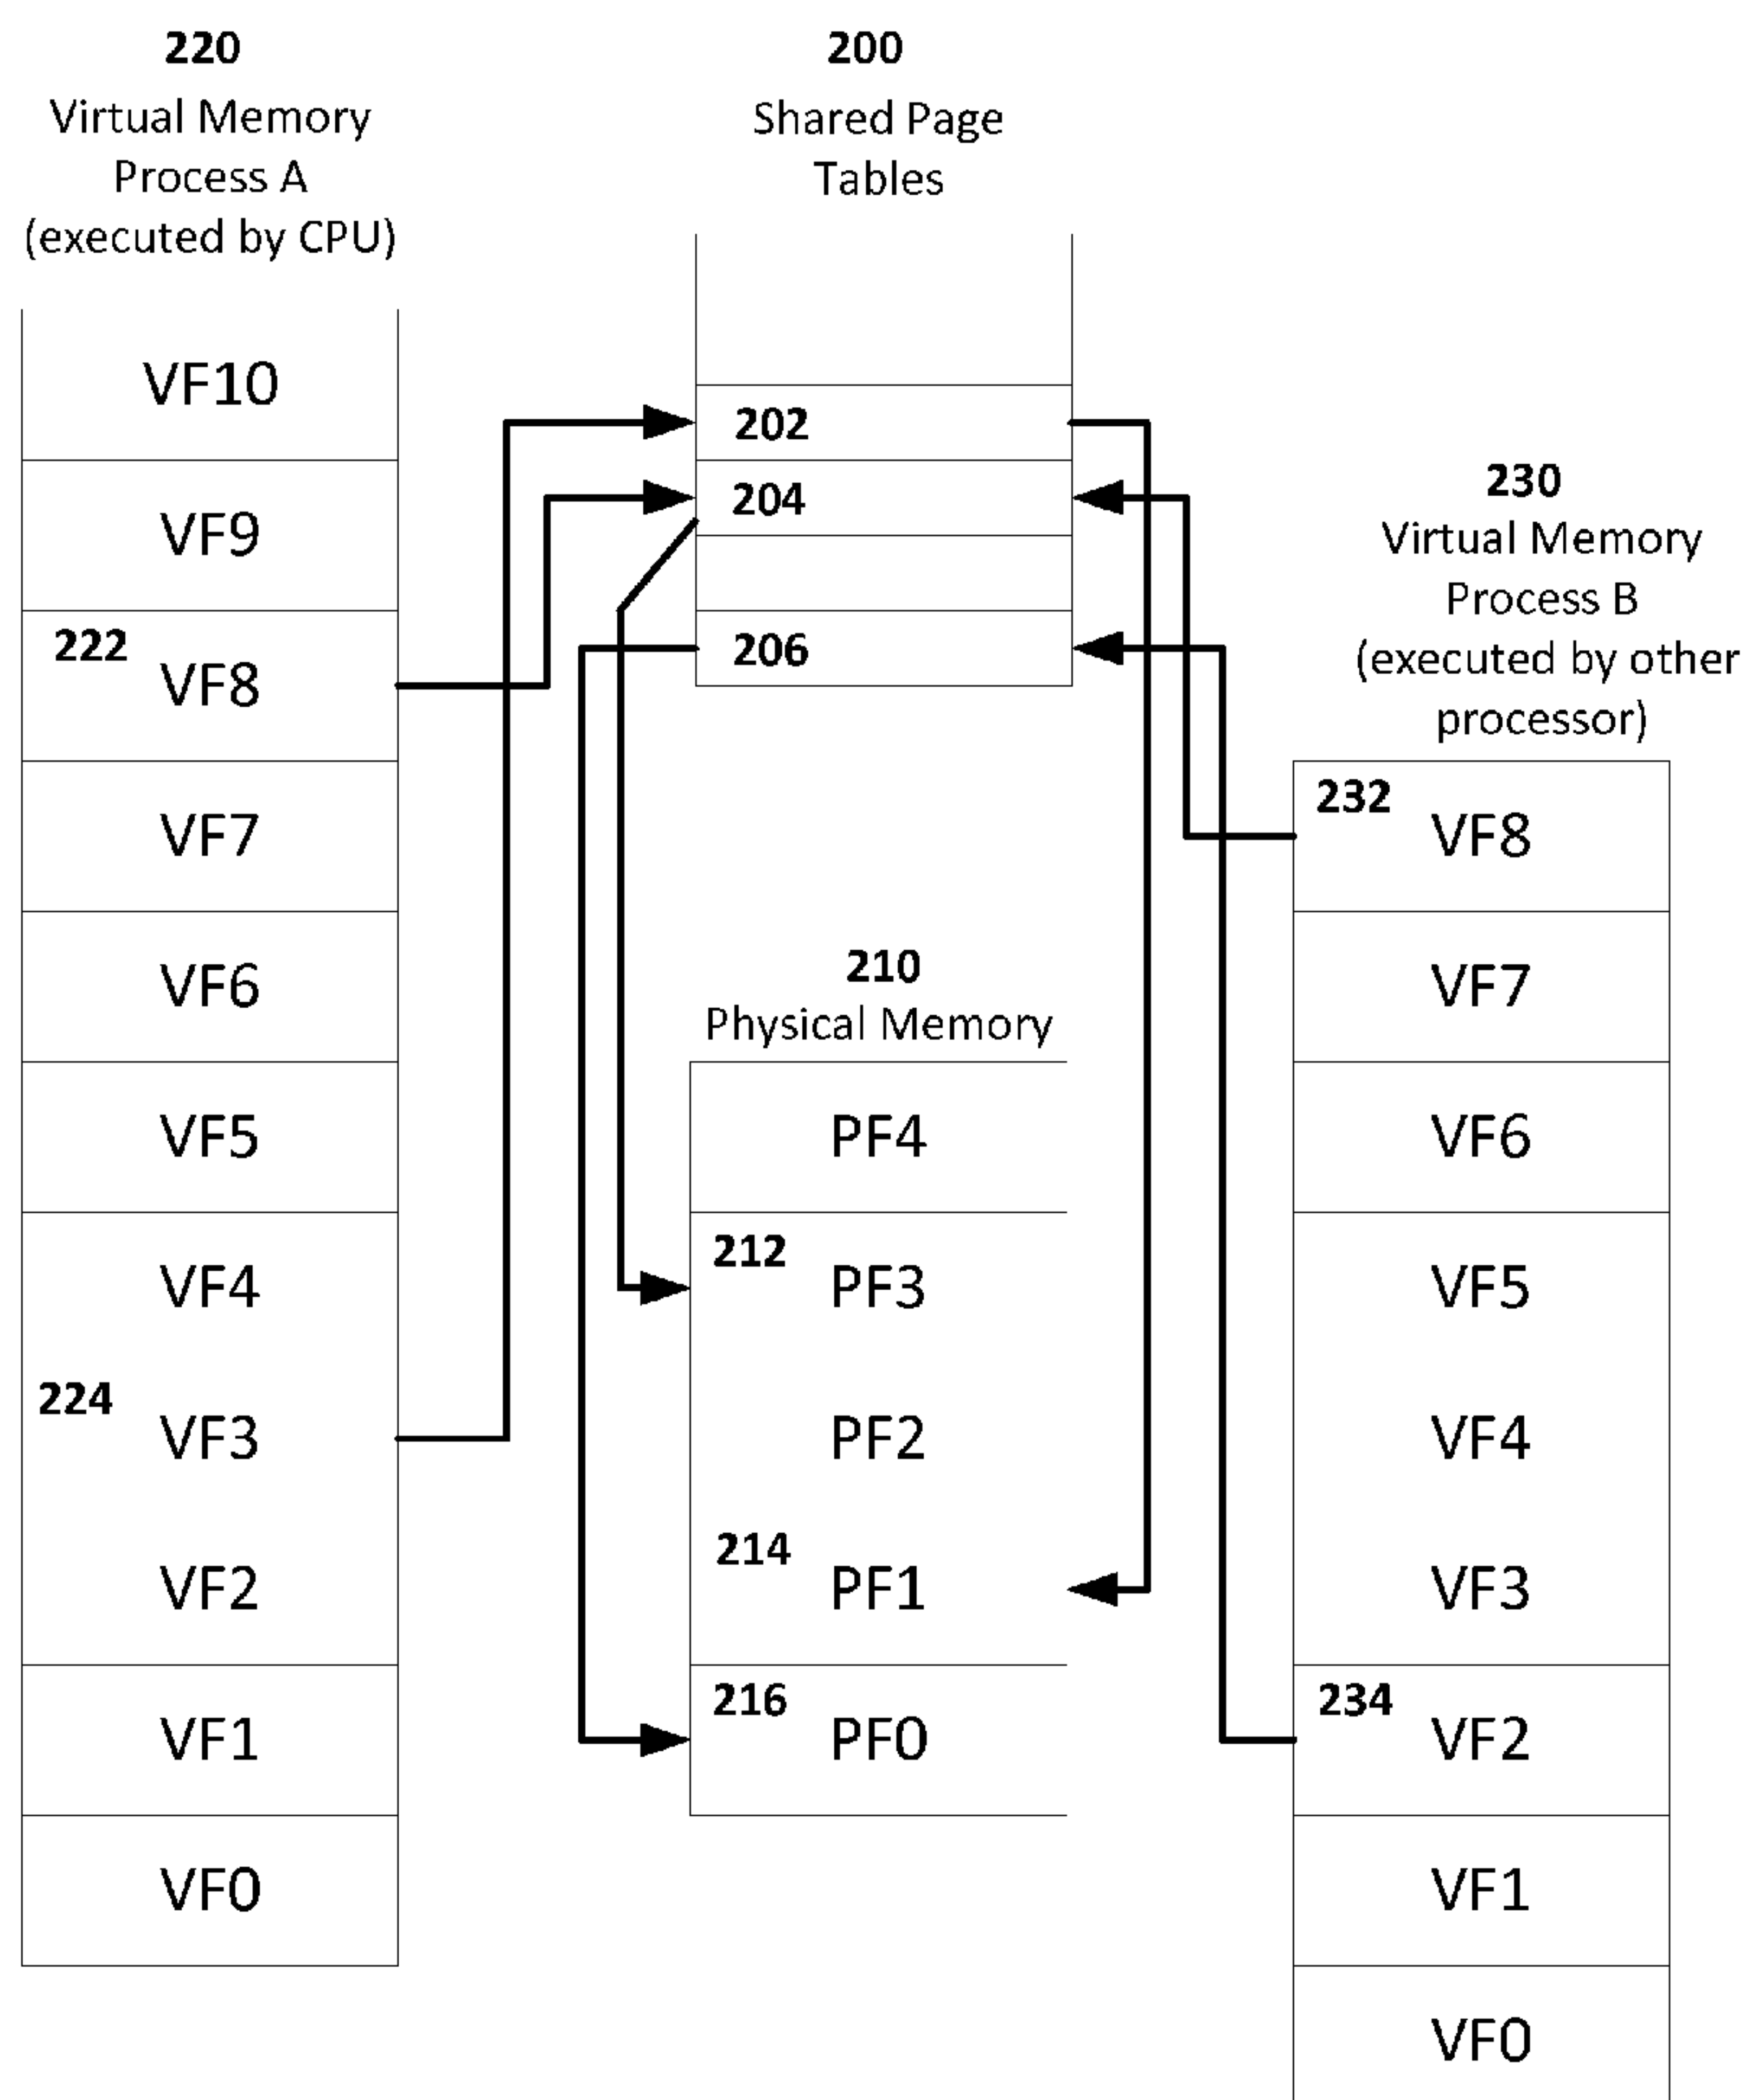 220
Virtual Memory
Process A
(executed by CPU)
VF10
VF9
222
VF8
VF7
VF6
VF5
VF4
224
VF3
VF2
VF1
VF0
200
Shared Page
Tables
202
204
206
210
Physical Memory
PF4
212
PF3
PF2
214
PF1
216
PF0
230
Virtual Memory
Process B
(executed by other
processor)
232
VF8
VF7
VF6
VF5
VF4
VF3
234
VF2
VF1
VF0